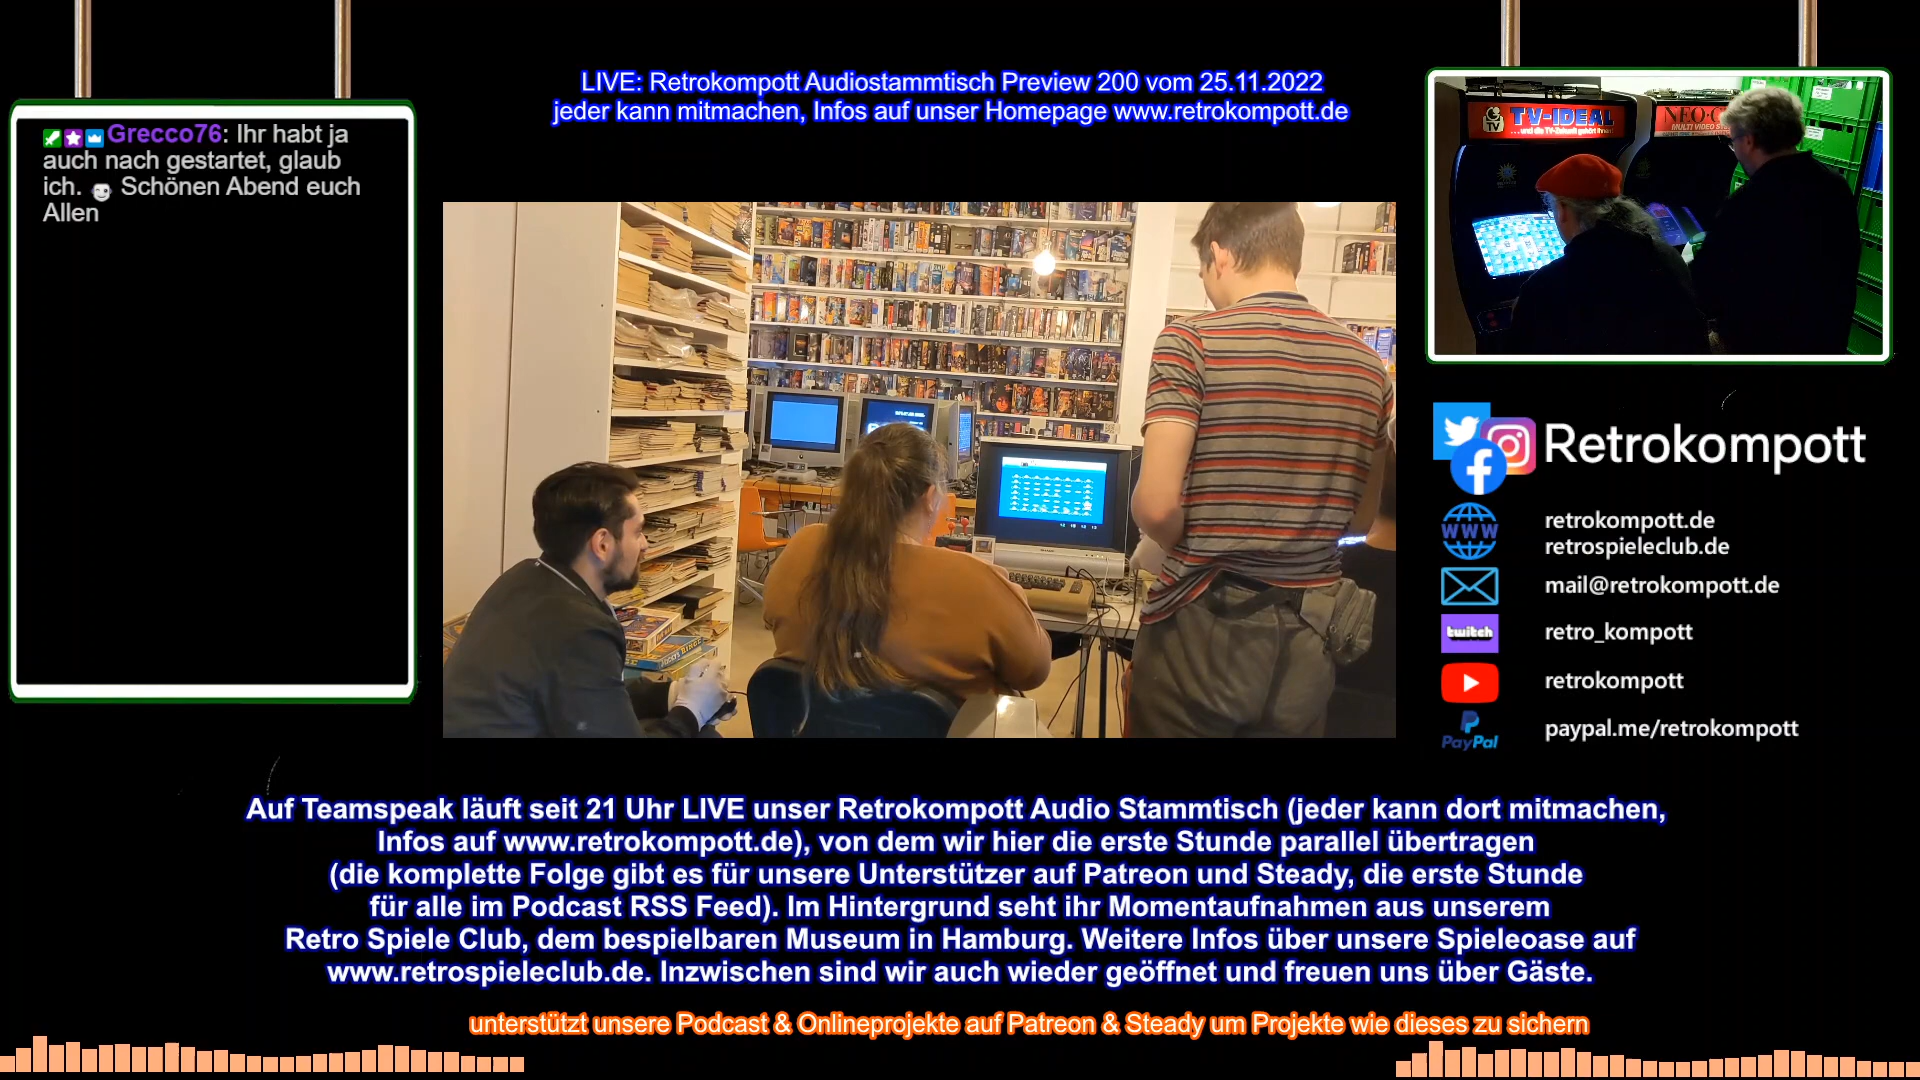 LIVE: Retrokompott Audiostammtisch Preview 200 vom 25.11.2022
jeder kann mitmachen, Infos auf unser Homepage www.retrokompott.de
Grecco76: Ihr habt ja
auch nach gestartet, glaub
ich. Schönen Abend euch
Allen
TV-IDEAL
Retrokompott
WWW
retrokompott.de
retrospieleclub.de
mail@retrokompott.de
twitch
retro_kompott
retrokompott
PayPal
paypal.me/retrokompott
Auf Teamspeak läuft seit 21 Uhr LIVE unser Retrokompott Audio Stammtisch (jeder kann dort mitmachen,
Infos auf www.retrokompott.de), von dem wir hier die erste Stunde parallel übertragen
(die komplette Folge gibt es für unsere Unterstützer auf Patreon und Steady, die erste Stunde
für alle im Podcast RSS Feed). Im Hintergrund seht ihr Momentaufnahmen aus unserem
Retro Spiele Club, dem bespielbaren Museum in Hamburg. Weitere Infos über unsere Spieleoase auf
www.retrospieleclub.de. Inzwischen sind wir auch wieder geöffnet und freuen uns über Gäste.
unterstützt unsere Podcast & Onlineprojekte auf Patreon & Steady um Projekte wie dieses zu sichern